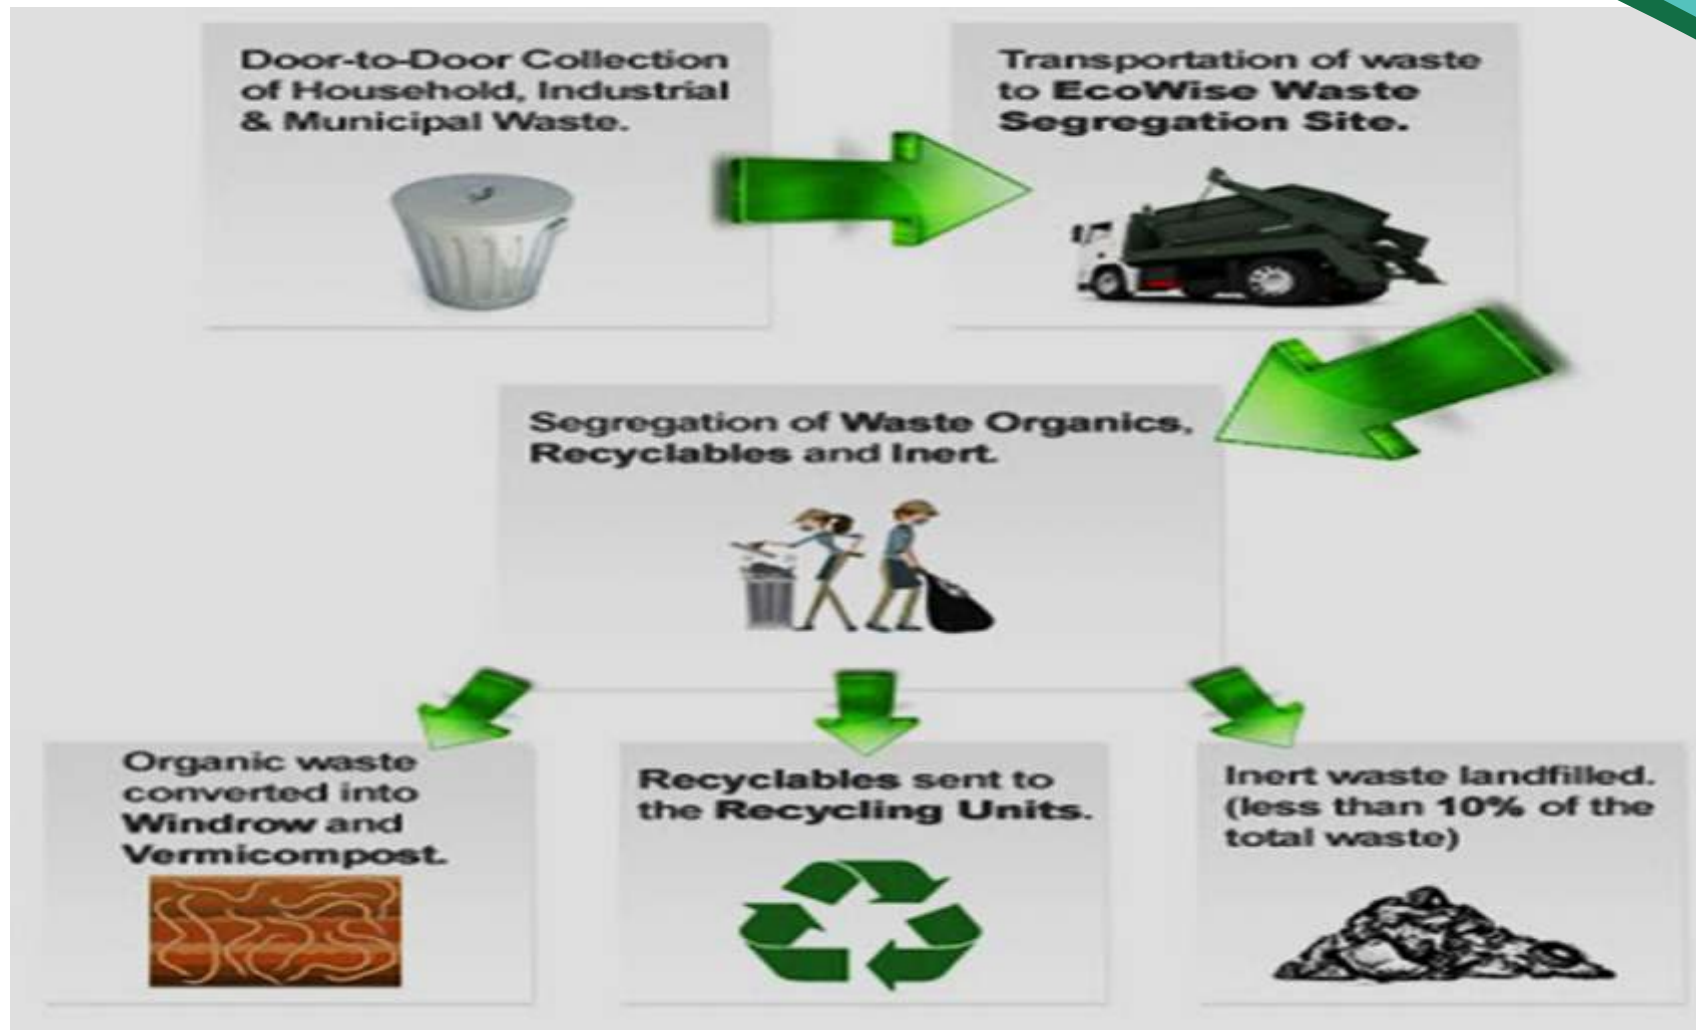 Door-to-Door Collection
of Household, Industrial
& Municipal Waste.
Transportation of waste
to EcoWise Waste
Segregation Site.
Segregation of Waste Organics,
Recyclables and Inert.
Organic waste
converted into
Windrow and
Vermicompost.
Recyclables sent to
the Recycling Units.
Inert waste landfilled.
(less than 10% of the
total waste)